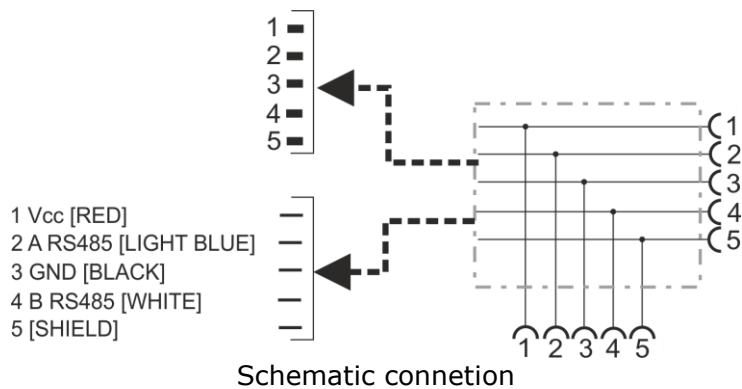 1
2
3
4
5
1 Vcc [RED]
2 A RS485 [LIGHT BLUE]
3 GND [BLACK]
4 B RS485 [WHITE]
5 [SHIELD]
1
2
3
4
5
1 2 3 4 5
Schematic connetion